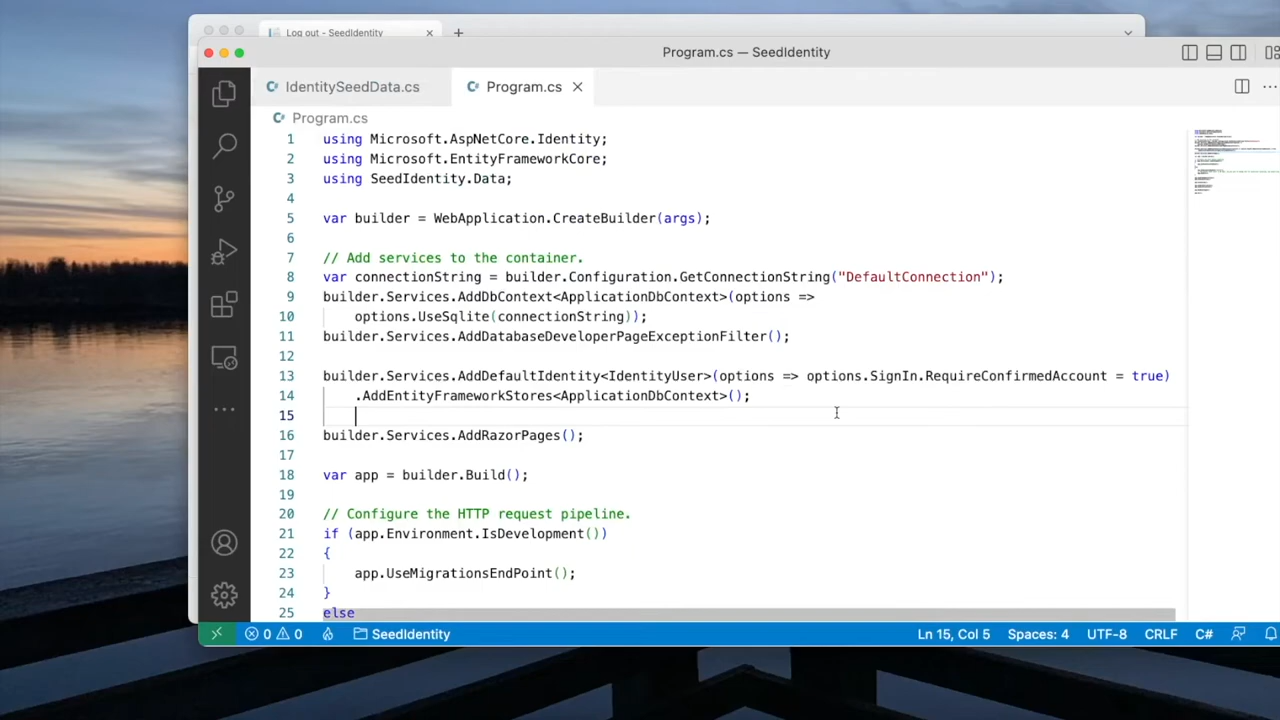 Log out - SeedIdentity
Program.cs — SeedIdentity
IdentitySeedData.cs
Program.cs
Program.cs
1 using Microsoft.AspNetCore.Identity;
2 using Microsoft.EntityFrameworkCore;
3 using SeedIdentity.Data;
4
5 var builder = WebApplication.CreateBuilder(args);
6
7 // Add services to the container.
8 var connectionString = builder.Configuration.GetConnectionString("DefaultConnection");
9 builder.Services.AddDbContext<ApplicationDbContext>(options =>
10 options.UseSqlite(connectionString));
11 builder.Services.AddDatabaseDeveloperPageExceptionFilter();
12
13 builder.Services.AddDefaultIdentity<IdentityUser>(options => options.SignIn.RequireConfirmedAccount = true)
14 .AddEntityFrameworkStores<ApplicationDbContext>();
15
16 builder.Services.AddRazorPages();
17
18 var app = builder.Build();
19
20 // Configure the HTTP request pipeline.
21 if (app.Environment.IsDevelopment())
22 {
23 app.UseMigrationsEndPoint();
24 }
25 else
0 0 SeedIdentity Ln 15, Col 5 Spaces: 4 UTF-8 CRLF C#